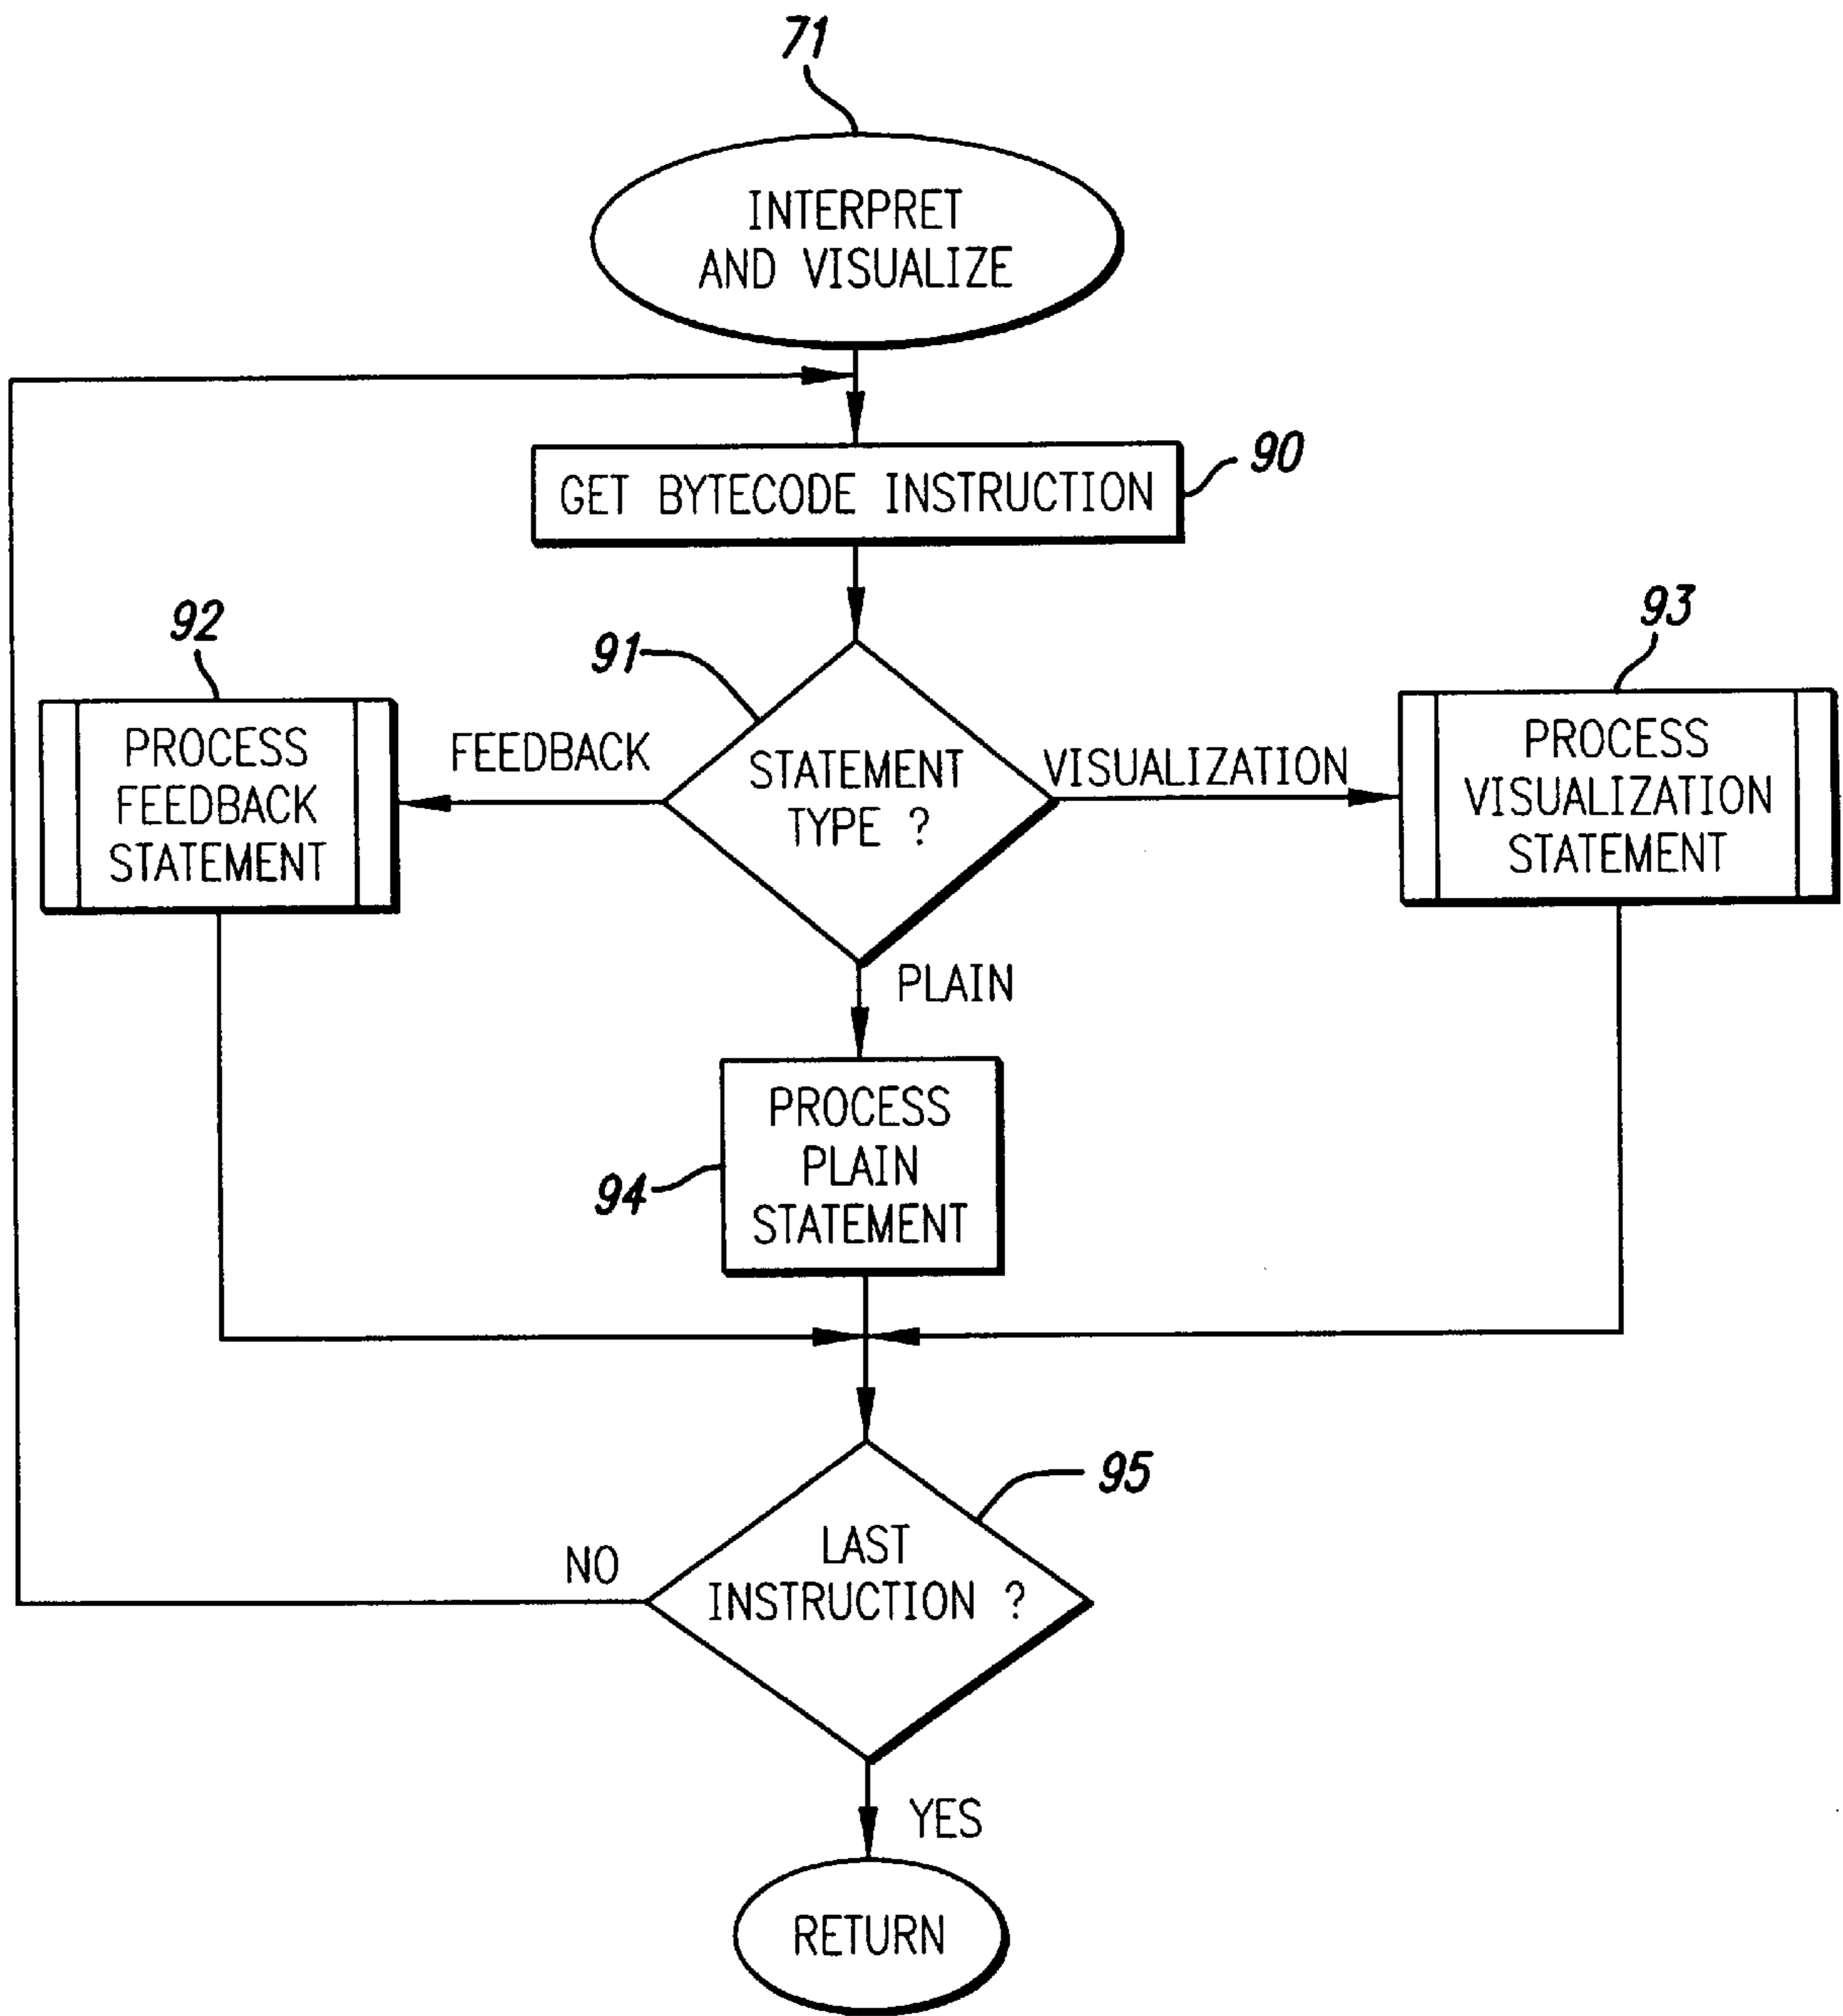 71
INTERPRET
AND VISUALIZE
GET BYTECODE INSTRUCTION
90
92
91
93
PROCESS
FEEDBACK
STATEMENT
FEEDBACK
STATEMENT
TYPE ?
VISUALIZATION
PROCESS
VISUALIZATION
STATEMENT
PLAIN
PROCESS
PLAIN
STATEMENT
94
95
LAST
INSTRUCTION ?
NO
YES
RETURN